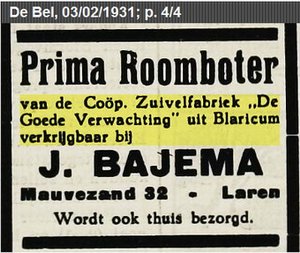 De Bel, 03/02/1931; p. 4/4
Prima Roomboter
van de Coöp. Zuivelfabriek „De
Goede Verwachting" uit Blaricum
verkrijgbaar bij
J. BAJEMA
Mauvezand 32 - Laren
Wordt ook thuis bezorgd.